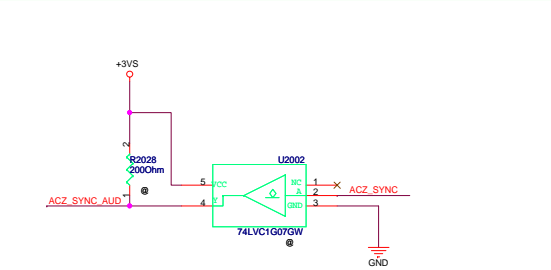 +3VS
2
R2028
200Ohm
@
1
ACZ_SYNC_AUD
U2002
5
VCC
NC
1
A
2
ACZ_SYNC
4
Y
GND
3
74LVC1G07GW
@
GND